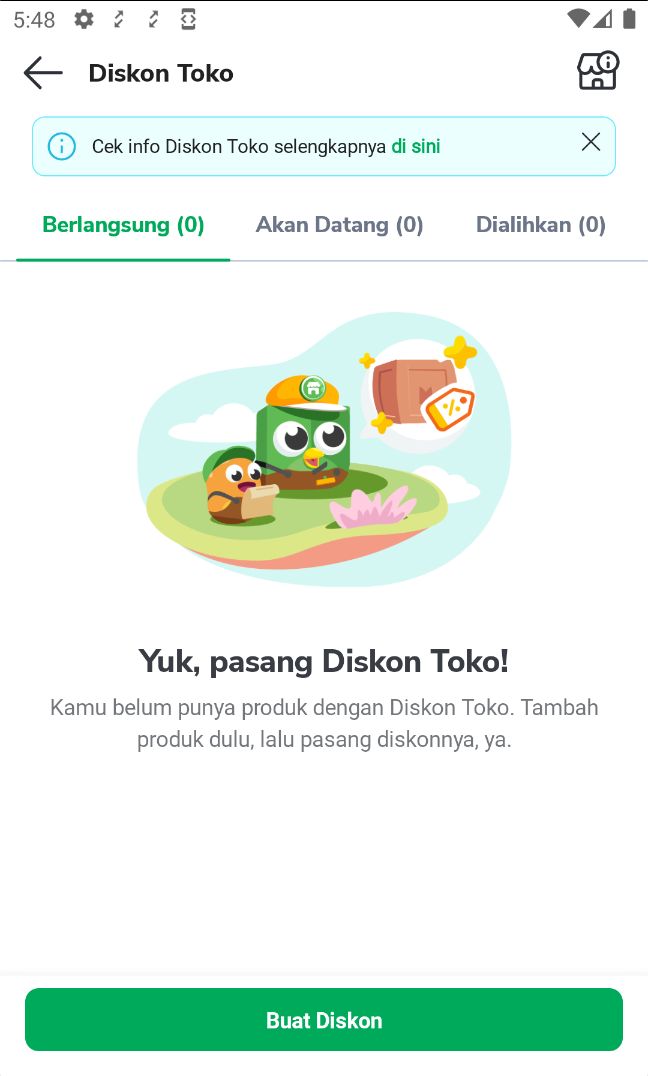 5:48
Diskon Toko
Cek info Diskon Toko selengkapnya di sini
Berlangsung (0) Akan Datang (0) Dialihkan (0)
Yuk, pasang Diskon Toko!
Kamu belum punya produk dengan Diskon Toko. Tambah
produk dulu, lalu pasang diskonnya, ya.
Buat Diskon